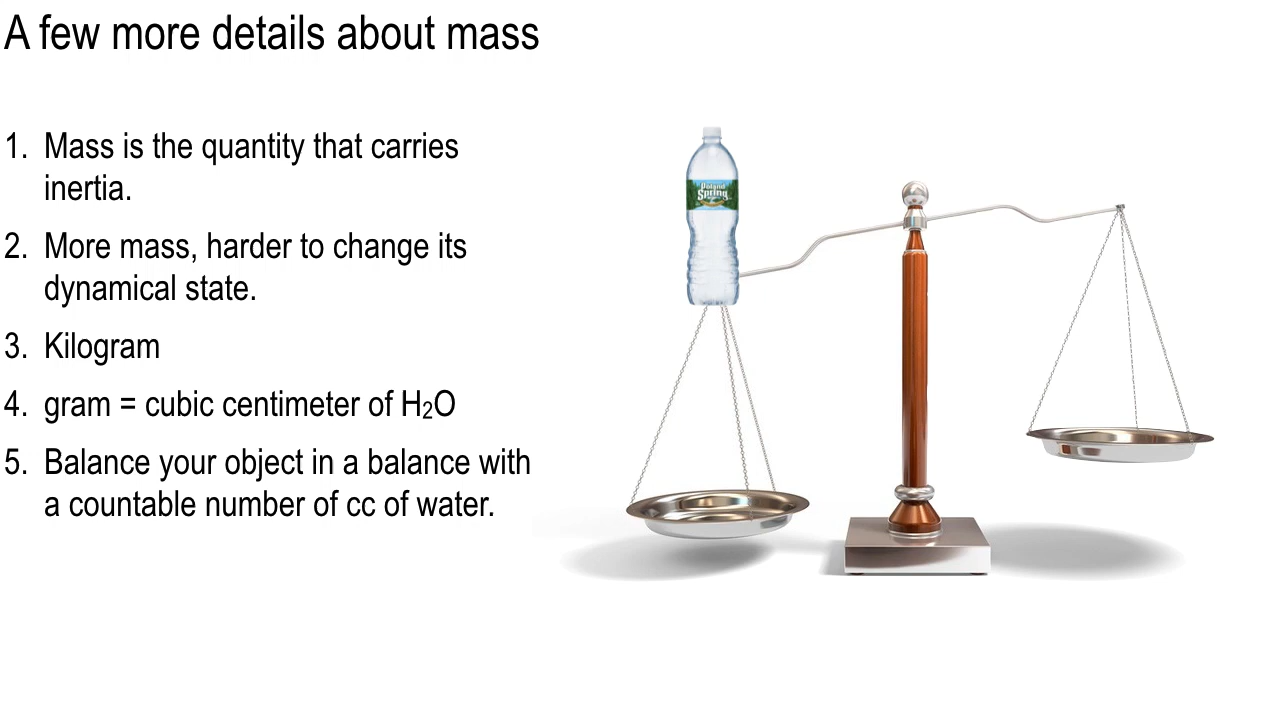 A few more details about mass
1. Mass is the quantity that carries
inertia.
2. More mass, harder to change its
dynamical state.
3. Kilogram
4. gram = cubic centimeter of H₂O
5. Balance your object in a balance with
a countable number of cc of water.
Poland
Spring